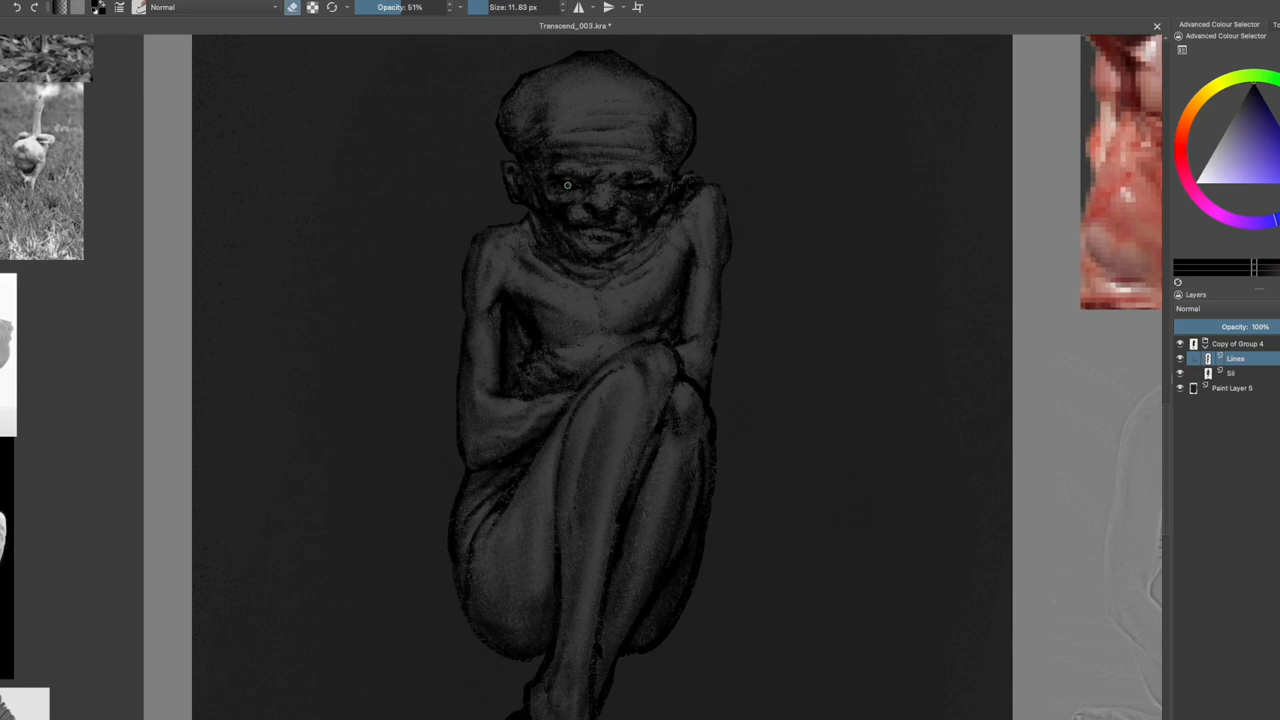 Normal
Opacity: 51%
Size: 11.83 px
Transcend_003.kra *
Advanced Colour Selector
To
Advanced Colour Selector
Layers
Normal
Opacity: 100%
Copy of Group 4
Lines
Sil
Paint Layer 5